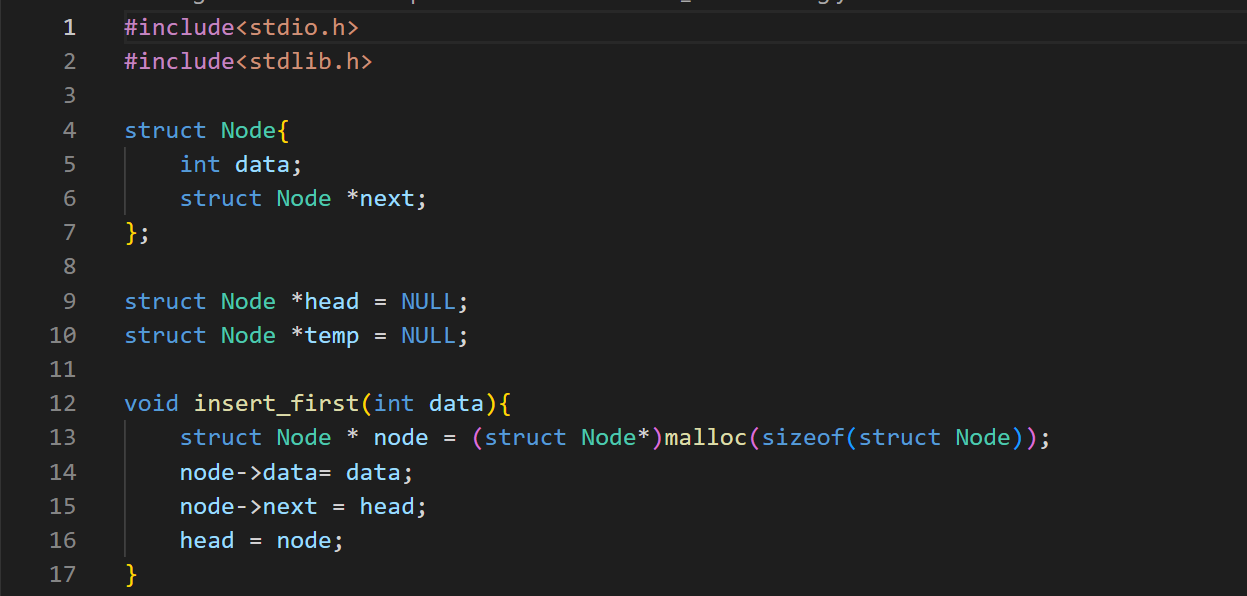 1 #include<stdio.h>
2 #include<stdlib.h>
3
4 struct Node{
5     int data;
6     struct Node *next;
7 };
8
9 struct Node *head = NULL;
10 struct Node *temp = NULL;
11
12 void insert_first(int data){
13     struct Node * node = (struct Node*)malloc(sizeof(struct Node));
14     node->data= data;
15     node->next = head;
16     head = node;
17 }